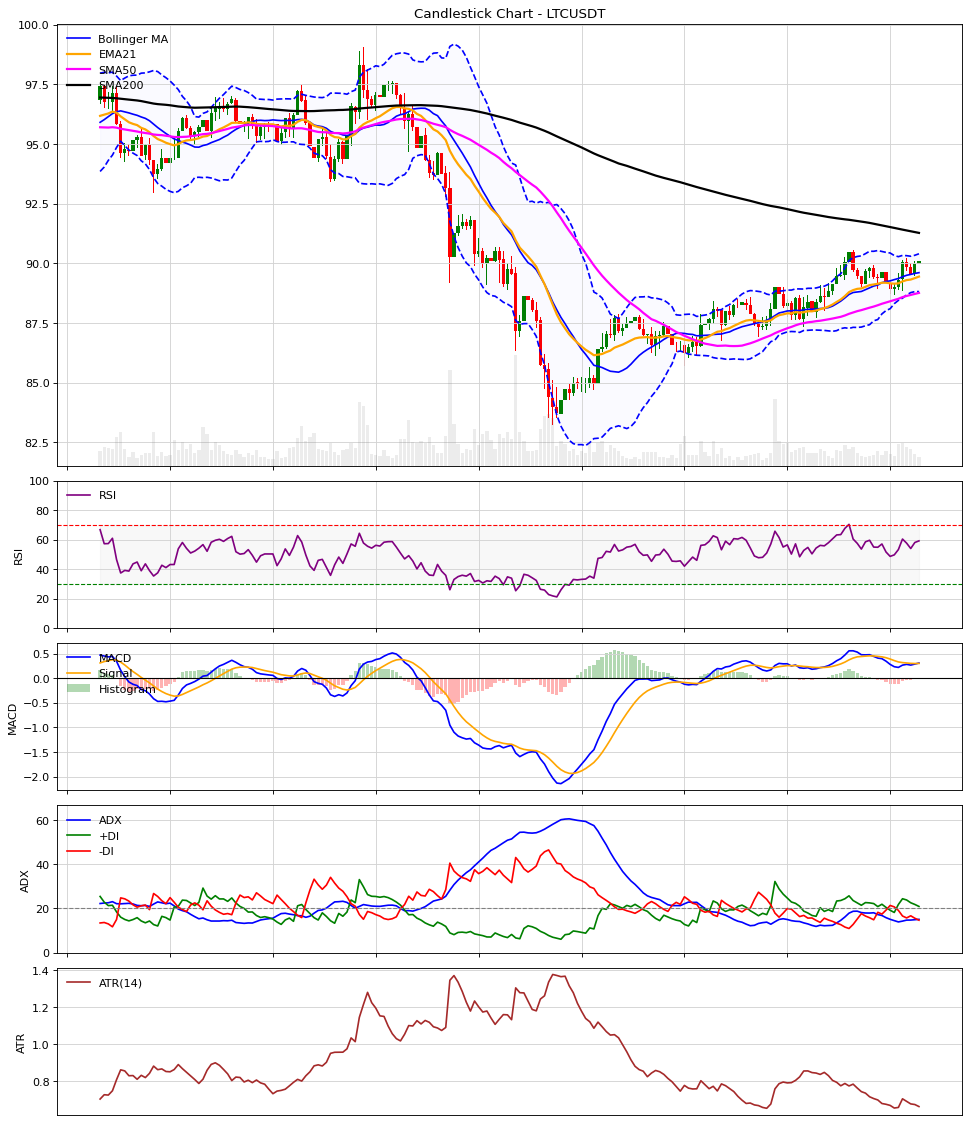 Candlestick Chart - LTCUSDT
100.0
97.5
95.0
92.5
90.0
87.5
85.0
82.5
Bollinger MA
EMA21
SMA50
SMA200
100
80
60
40
20
0
RSI
RSI
0.5
0.0
−0.5
−1.0
−1.5
−2.0
MACD
MACD
Signal
Histogram
60
40
20
0
ADX
ADX
+DI
-DI
1.4
1.2
1.0
0.8
ATR
ATR(14)